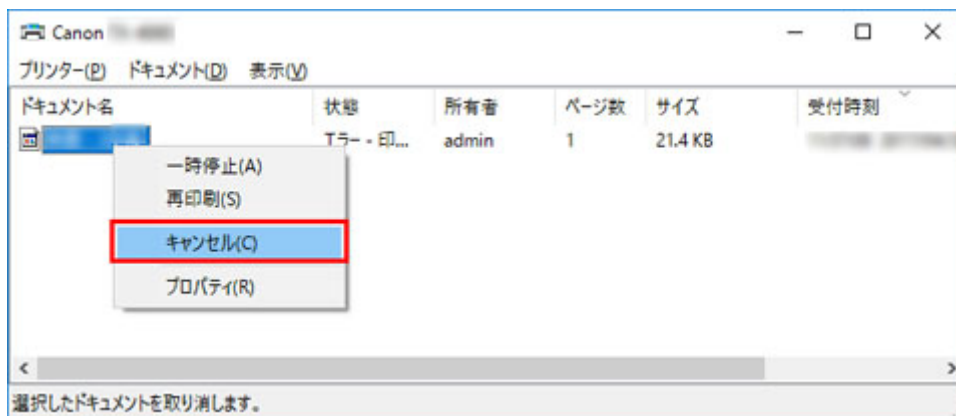 Canon
プリンター(P) ドキュメント(D) 表示(V)
ドキュメント名 状態 所有者 ページ数 サイズ 受付時刻
エラー - 印... admin 1 21.4 KB
一時停止(A)
再印刷(S)
キャンセル(C)
プロパティ(R)
選択したドキュメントを取り消します。